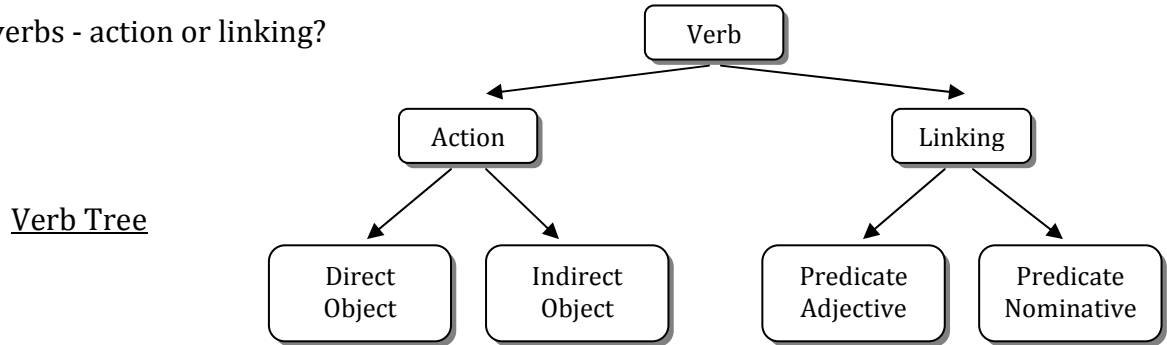 verbs - action or linking?
Verb
Action
Linking
Verb Tree
Direct
Object
Indirect
Object
Predicate
Adjective
Predicate
Nominative